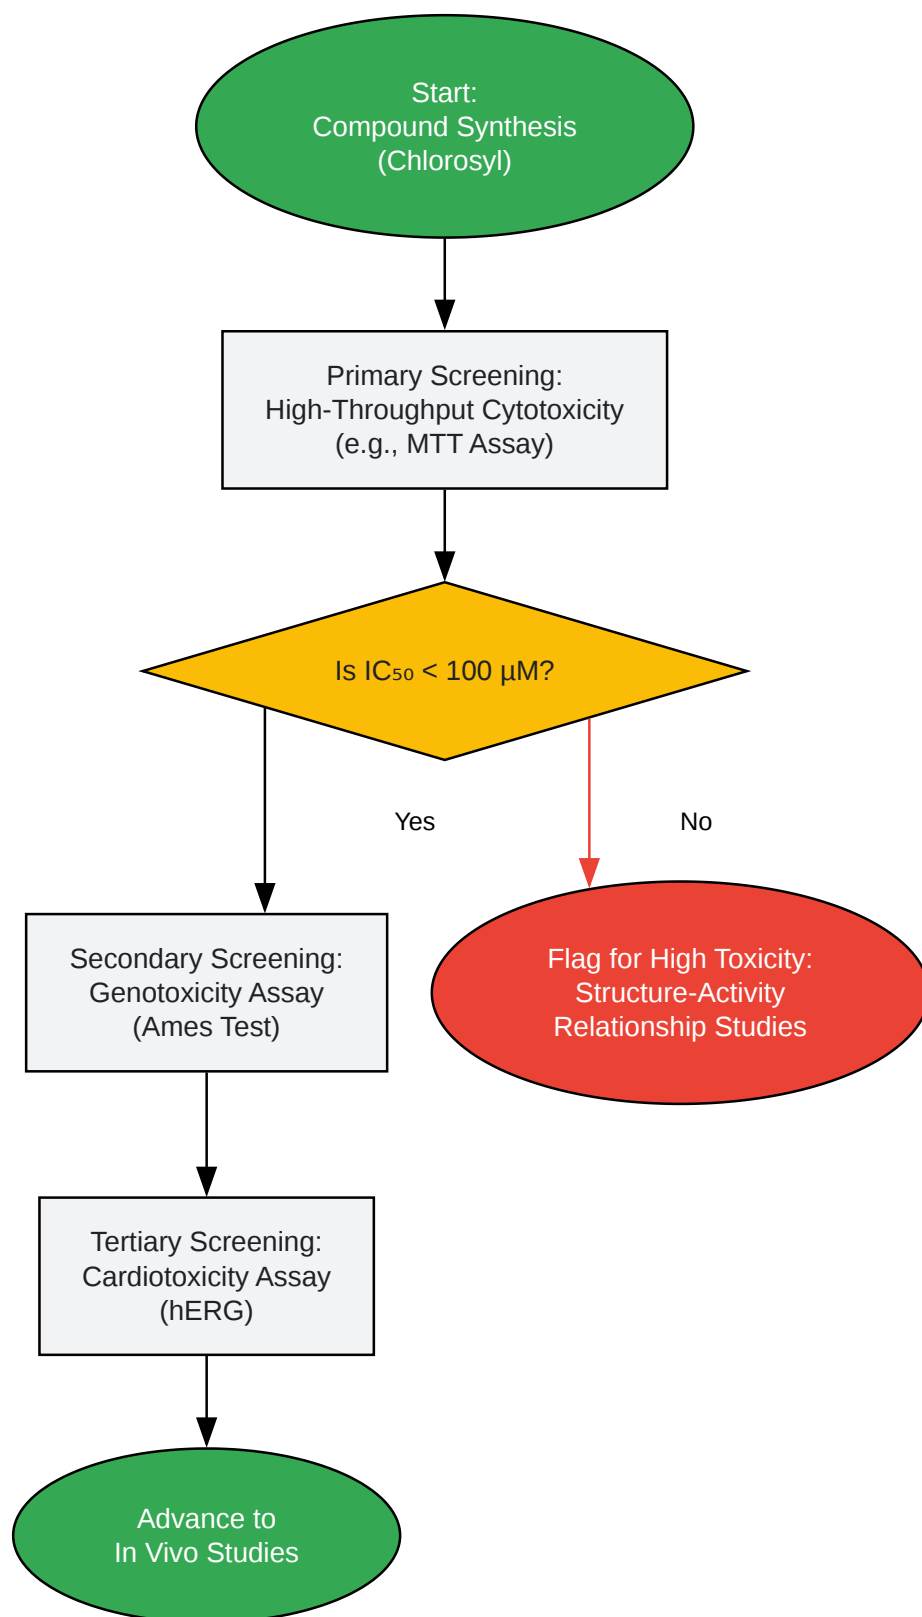 Start:
Compound Synthesis
(Chlorosyl)
Primary Screening:
High-Throughput Cytotoxicity
(e.g., MTT Assay)
Is IC₅₀ < 100 µM?
Yes
No
Secondary Screening:
Genotoxicity Assay
(Ames Test)
Flag for High Toxicity:
Structure-Activity
Relationship Studies
Tertiary Screening:
Cardiotoxicity Assay
(hERG)
Advance to
In Vivo Studies